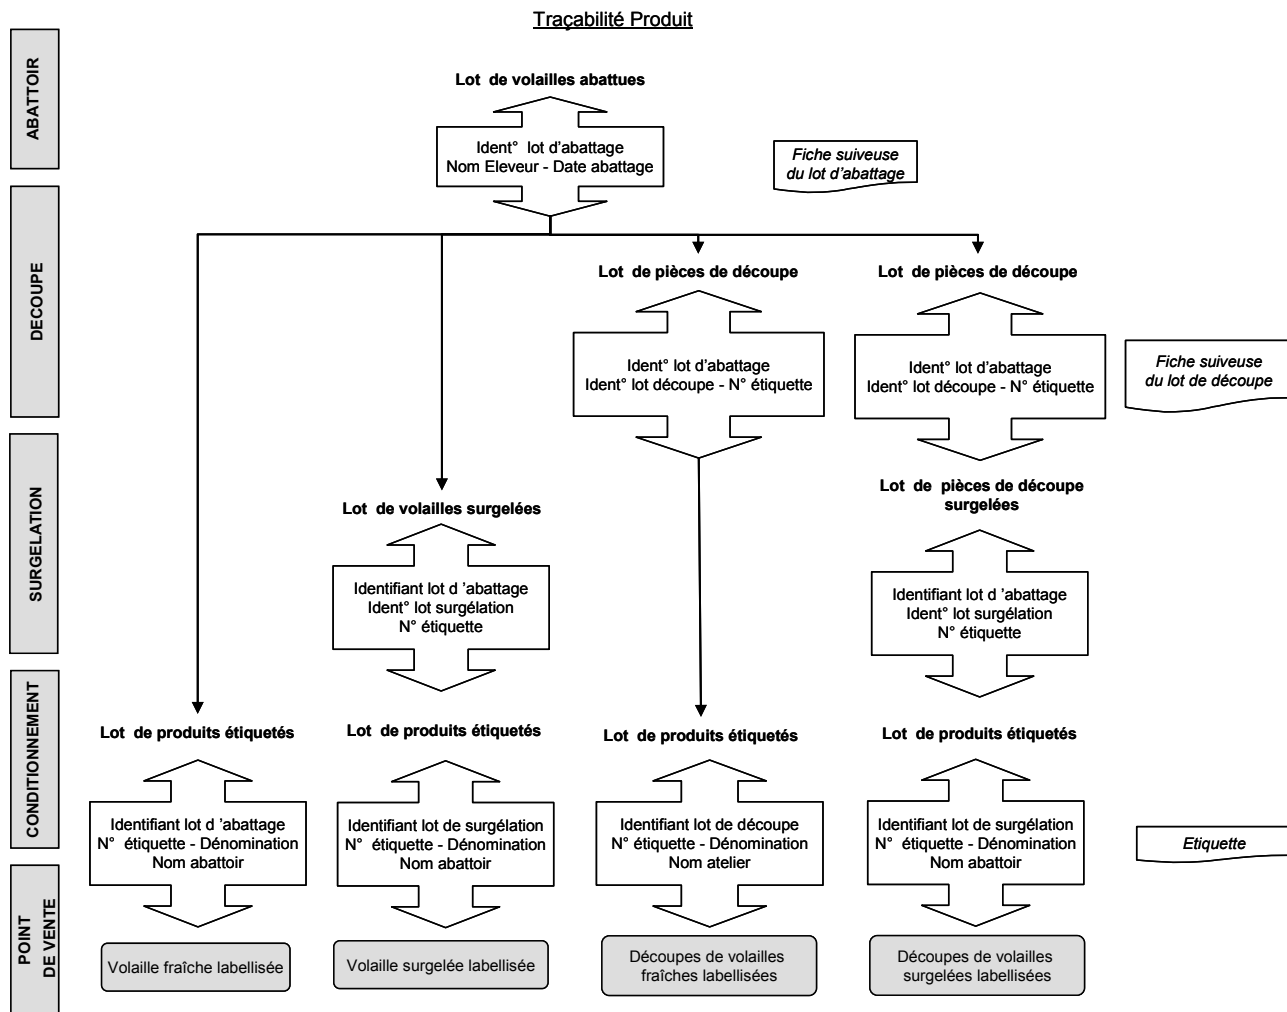 Traçabilité Produit
ABATTOIR
Lot de volailles abattues
Ident° lot d'abattage
Nom Eleveur - Date abattage
Fiche suiveuse
du lot d'abattage
DECOUPE
Lot de pièces de découpe
Lot de pièces de découpe
Ident° lot d'abattage
Ident° lot découpe - N° étiquette
Ident° lot d'abattage
Ident° lot découpe - N° étiquette
Fiche suiveuse
du lot de découpe
SURGELATION
Lot de volailles surgelées
Lot de pièces de découpe
surgelées
Identifiant lot d 'abattage
Ident° lot surgélation
N° étiquette
Identifiant lot d 'abattage
Ident° lot surgélation
N° étiquette
CONDITIONNEMENT
Lot de produits étiquetés
Lot de produits étiquetés
Lot de produits étiquetés
Lot de produits étiquetés
Identifiant lot d 'abattage
N° étiquette - Dénomination
Nom abattoir
Identifiant lot de surgélation
N° étiquette - Dénomination
Nom abattoir
Identifiant lot de découpe
N° étiquette - Dénomination
Nom atelier
Identifiant lot de surgélation
N° étiquette - Dénomination
Nom abattoir
Etiquette
POINT
DE VENTE
Volaille fraîche labellisée
Volaille surgelée labellisée
Découpes de volailles
fraîches labellisées
Découpes de volailles
surgelées labellisées